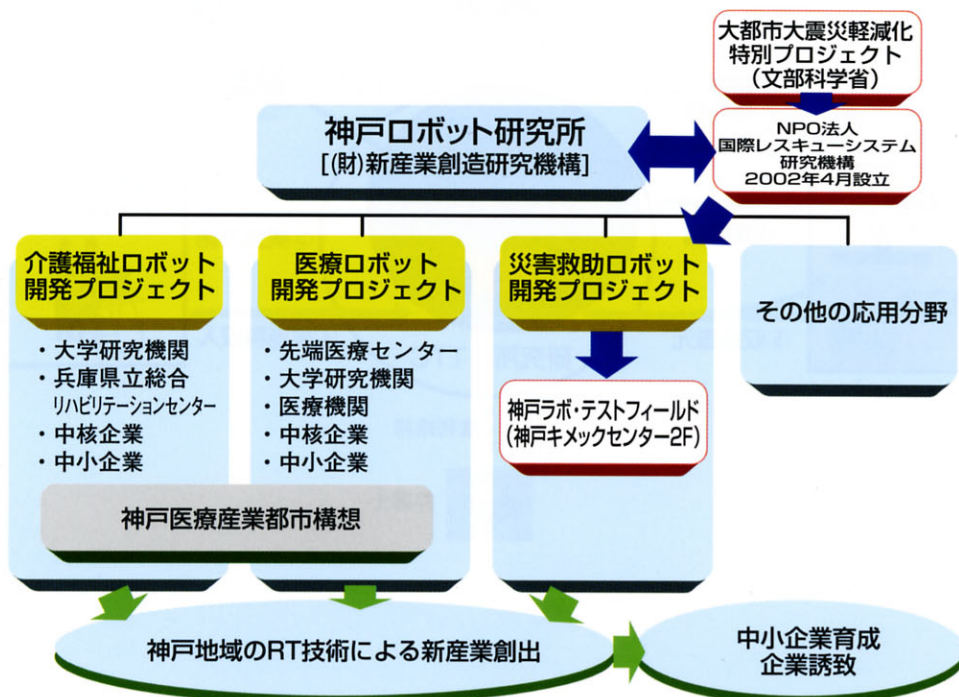 大都市大震災軽減化
特別プロジェクト
（文部科学省）
神戸ロボット研究所
[(財)新産業創造研究機構]
NPO法人
国際レスキューシステム
研究機構
2002年4月設立
介護福祉ロボット
開発プロジェクト
・大学研究機関
・兵庫県立総合
リハビリテーションセンター
・中核企業
・中小企業
医療ロボット
開発プロジェクト
・先端医療センター
・大学研究機関
・医療機関
・中核企業
・中小企業
災害救助ロボット
開発プロジェクト
神戸ラボ・テストフィールド
(神戸キメックセンター2F)
その他の応用分野
神戸医療産業都市構想
神戸地域のRT技術による新産業創出
中小企業育成
企業誘致